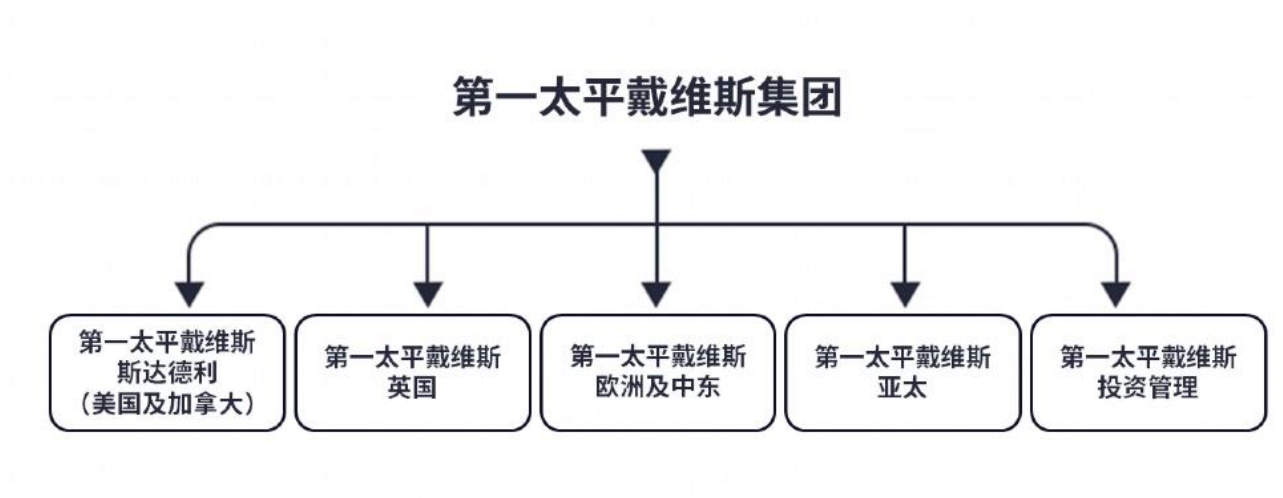 第一太平戴维斯集团
第一太平戴维斯
斯达德利
（美国及加拿大）
第一太平戴维斯
英国
第一太平戴维斯
欧洲及中东
第一太平戴维斯
亚太
第一太平戴维斯
投资管理